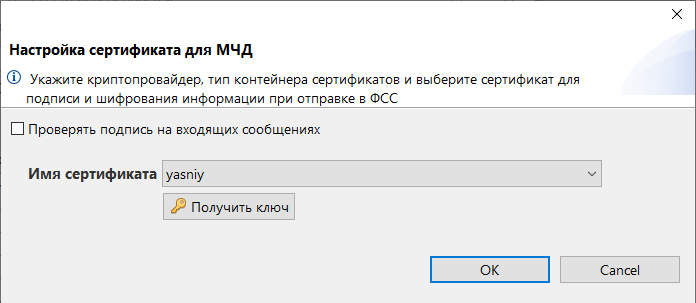 Настройка сертификата для МЧД
Укажите криптопровайдер, тип контейнера сертификатов и выберите сертификат для
подписи и шифрования информации при отправке в ФСС
Проверять подпись на входящих сообщениях
Имя сертификата yasniy
Получить ключ
OK Cancel